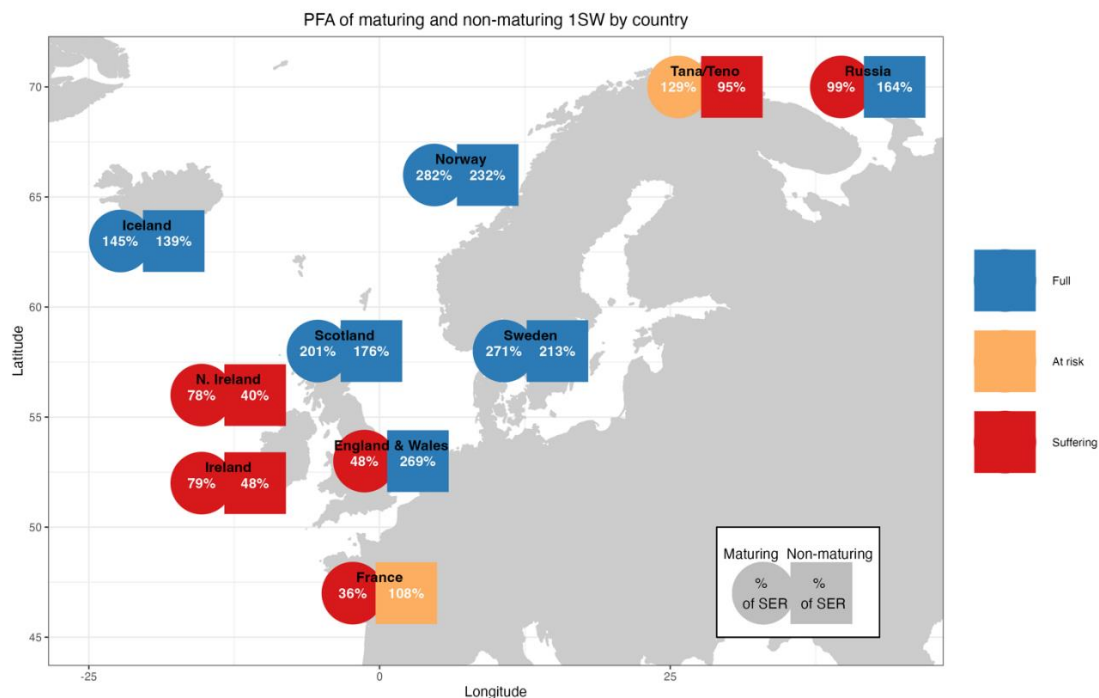 PFA of maturing and non-maturing 1SW by country
Tana/Teno
129% 95%
Russia
99% 164%
Norway
282% 232%
Iceland
145% 139%
Scotland
201% 176%
Sweden
271% 213%
N. Ireland
78% 40%
England & Wales
48% 269%
Ireland
79% 48%
France
36% 108%
Maturing Non-maturing
% %
of SER of SER
Full
At risk
Suffering
70
65
60
55
50
45
Latitude
-25 0 25
Longitude